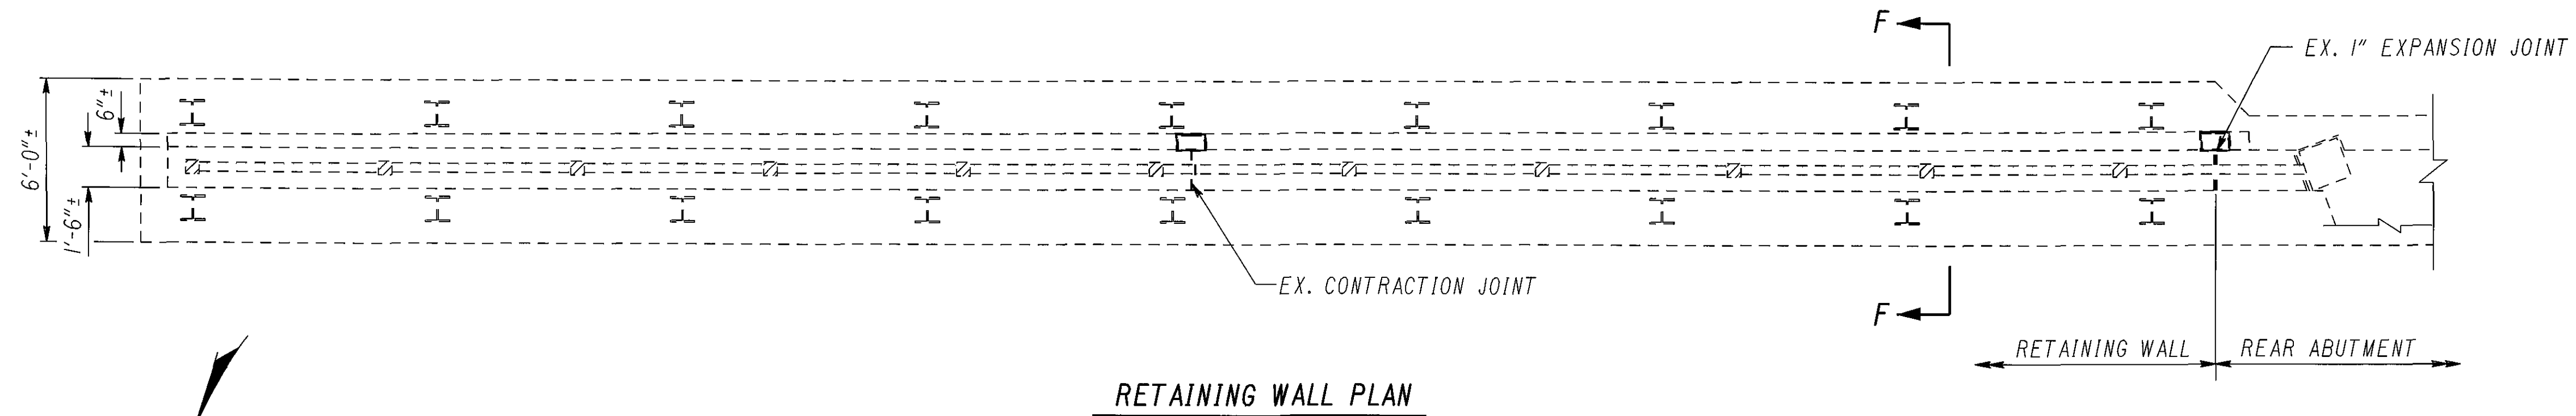 F
EX. 1" EXPANSION JOINT
6"±
6'-0"±
1'-6"±
EX. CONTRACTION JOINT
F
RETAINING WALL
REAR ABUTMENT
RETAINING WALL PLAN